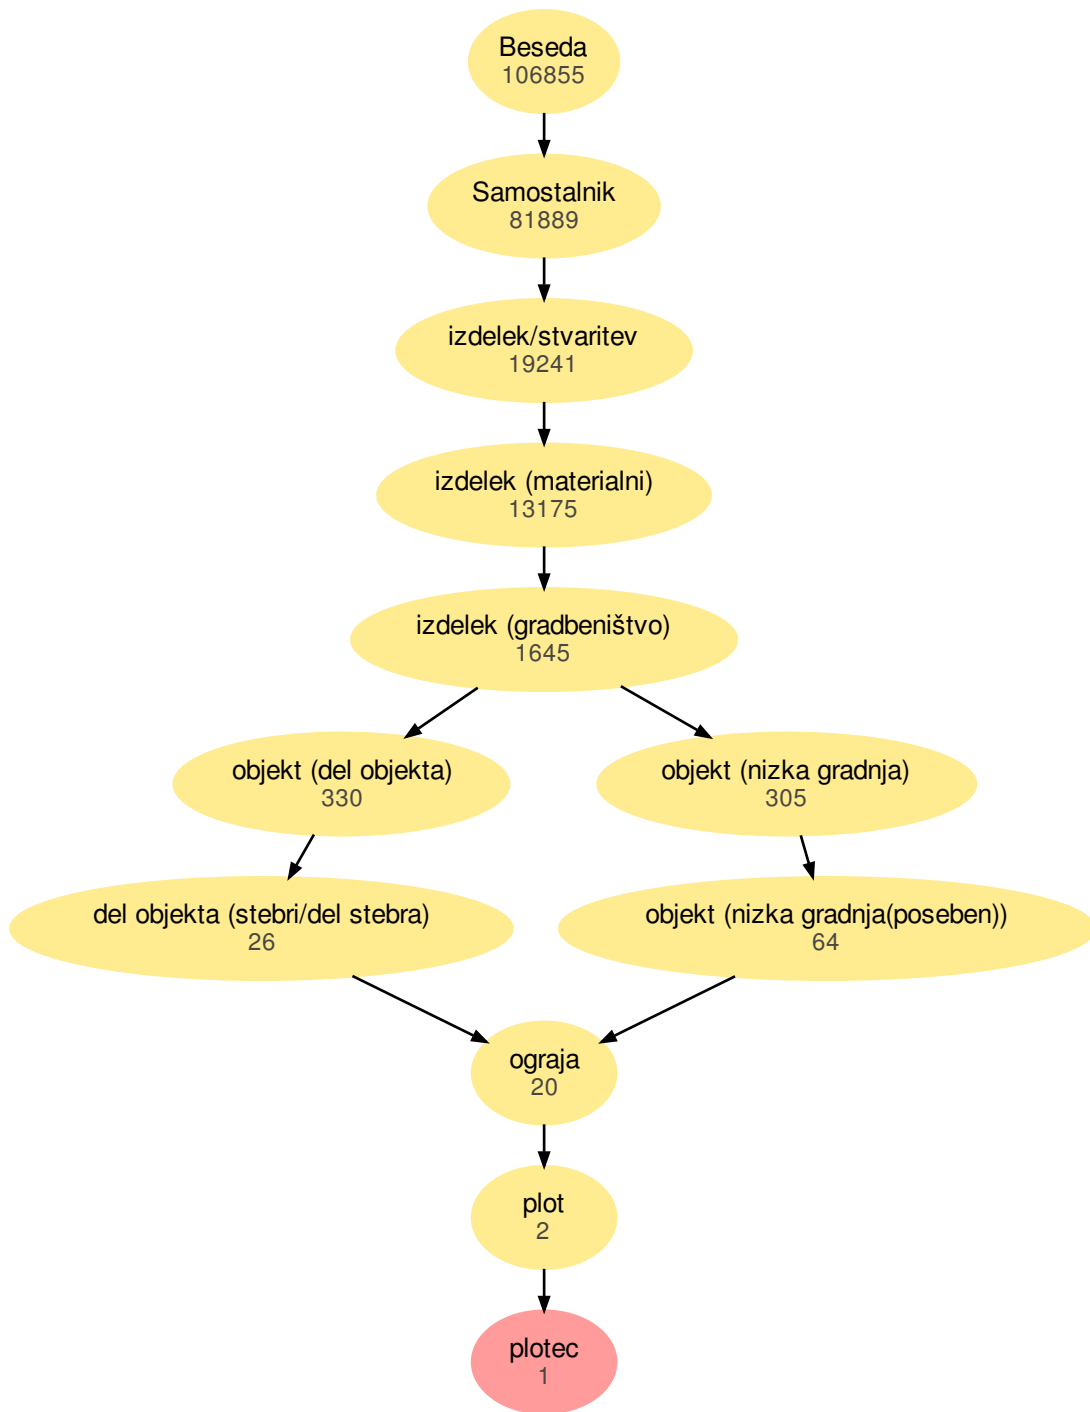 Beseda
106855
Samostalnik
81889
izdelek/stvaritev
19241
izdelek (materialni)
13175
izdelek (gradbeništvo)
1645
objekt (del objekta)
330
objekt (nizka gradnja)
305
del objekta (stebri/del stebra)
26
objekt (nizka gradnja(poseben))
64
ograja
20
plot
2
plotec
1